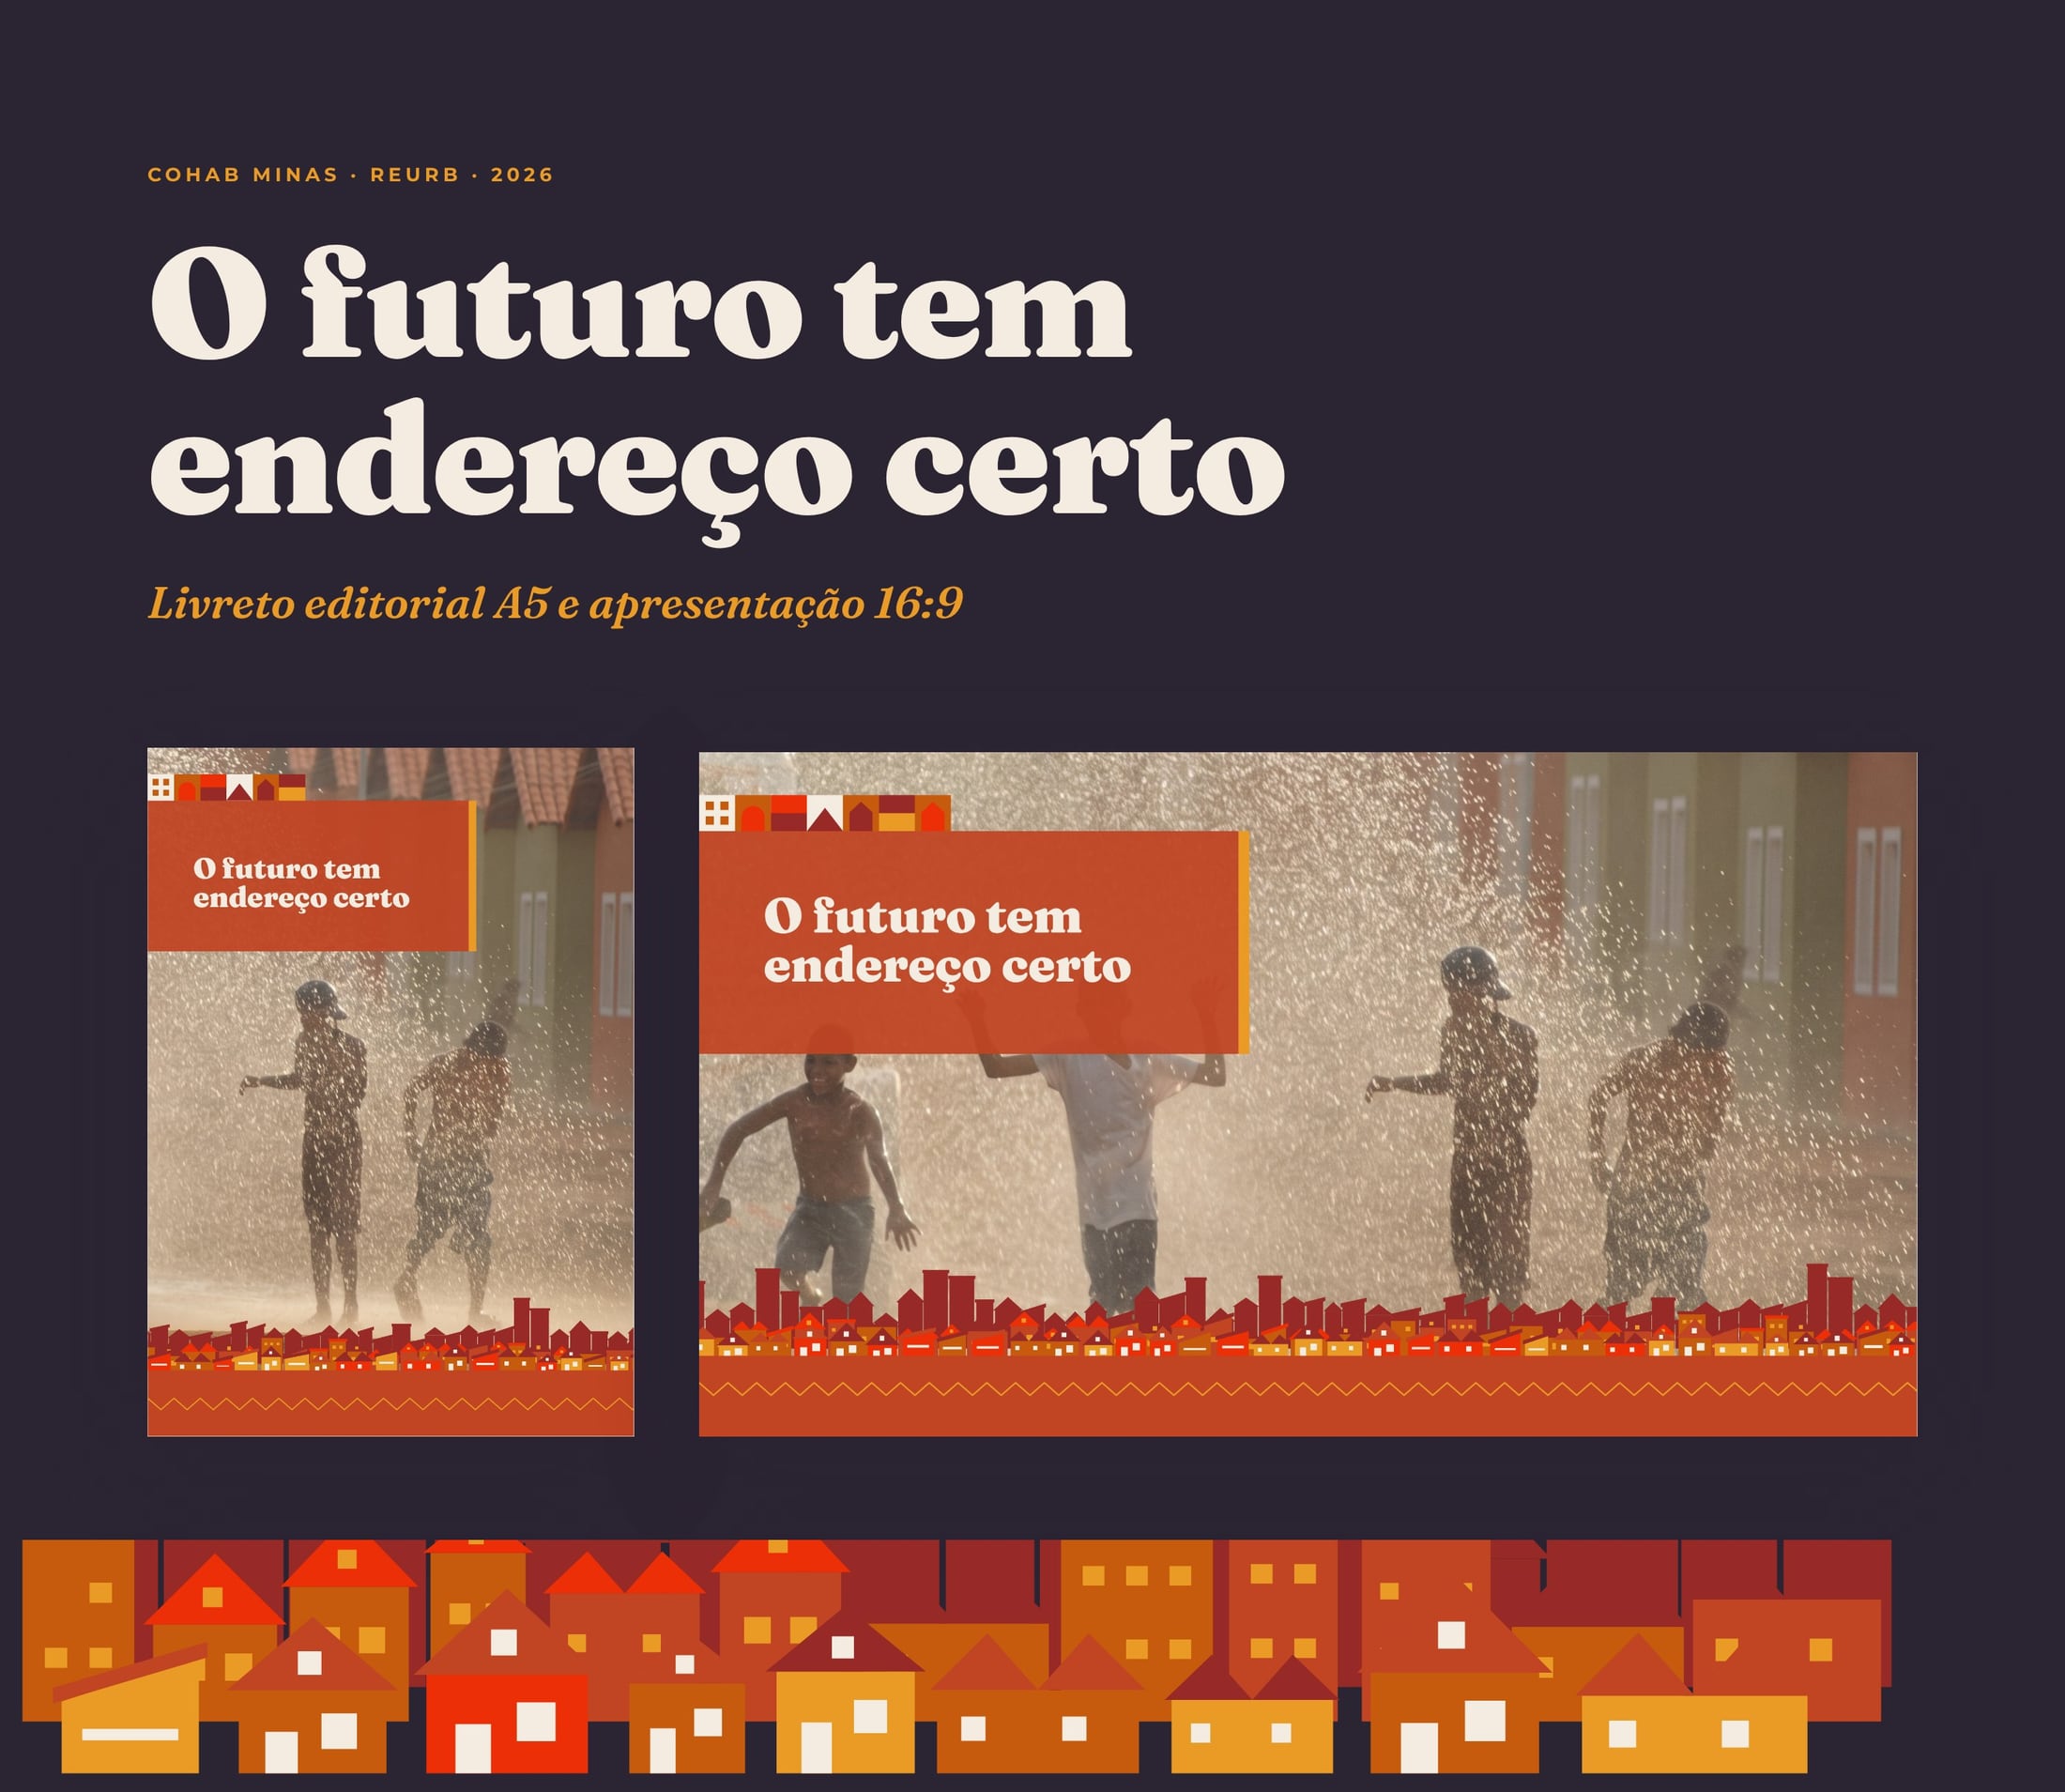 COHAB MINAS · REURB · 2026
O futuro tem
endereço certo
Livreto editorial A5 e apresentação 16:9
O futuro tem
endereço certo
O futuro tem
endereço certo